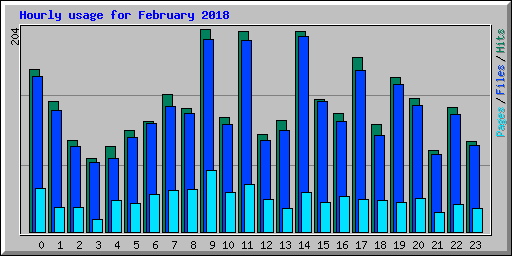 Hourly usage for February 2018
204
Pages / Files / Hits
0 1 2 3 4 5 6 7 8 9 10 11 12 13 14 15 16 17 18 19 20 21 22 23